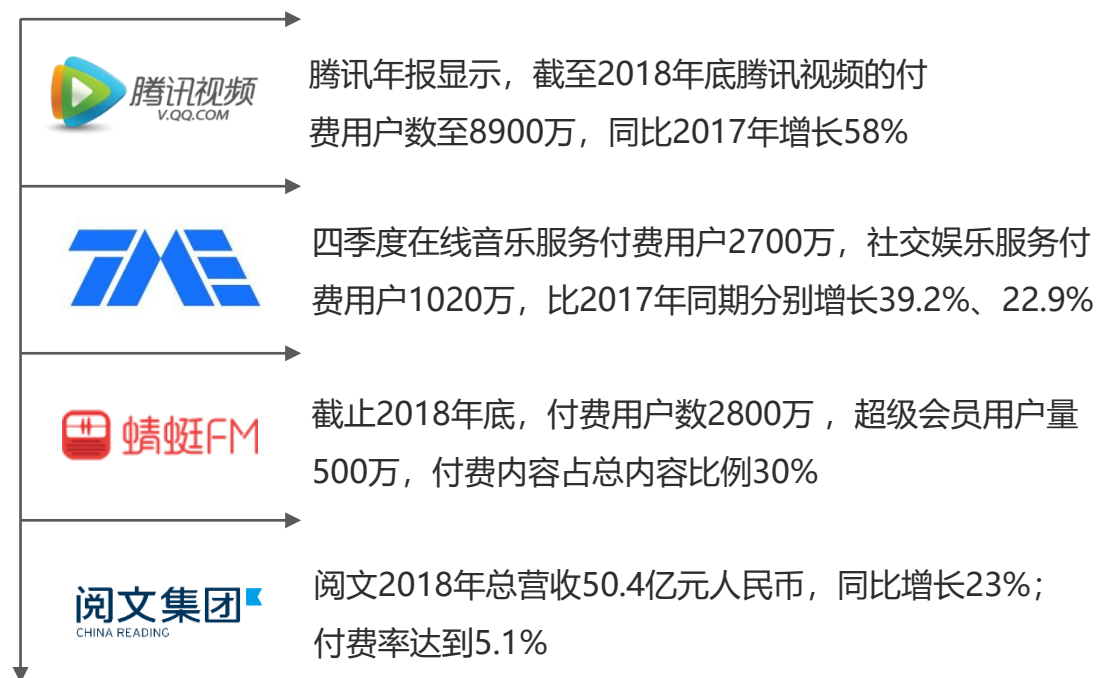 腾讯视频
V.QQ.COM
腾讯年报显示，截至2018年底腾讯视频的付
费用户数至8900万，同比2017年增长58%
TME
四季度在线音乐服务付费用户2700万，社交娱乐服务付
费用户1020万，比2017年同期分别增长39.2%、22.9%
蜻蜓FM
截止2018年底，付费用户数2800万 ，超级会员用户量
500万，付费内容占总内容比例30%
阅文集团
CHINA READING
阅文2018年总营收50.4亿元人民币，同比增长23%；
付费率达到5.1%